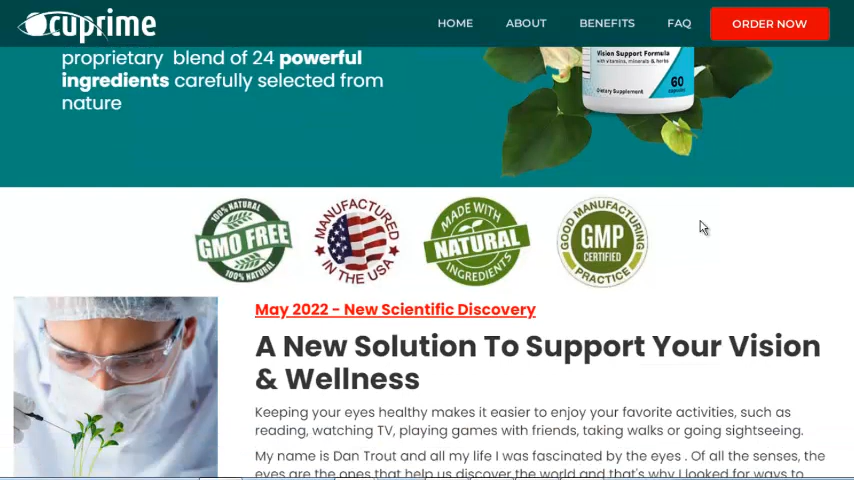 Ocuprime
HOME ABOUT BENEFITS FAQ ORDER NOW
proprietary blend of 24 powerful
ingredients carefully selected from
nature
Vision Support Formula
with vitamins, minerals & herbs
60
capsules
Dietary Supplement
100% NATURAL
GMO FREE
100% NATURAL
MANUFACTURED
IN THE USA
MADE WITH
NATURAL
INGREDIENTS
GOOD MANUFACTURING
GMP
CERTIFIED
PRACTICE
May 2022 - New Scientific Discovery
A New Solution To Support Your Vision
& Wellness
Keeping your eyes healthy makes it easier to enjoy your favorite activities, such as
reading, watching TV, playing games with friends, taking walks or going sightseeing.
My name is Dan Trout and all my life I was fascinated by the eyes . Of all the senses, the
eyes are the ones that help us discover the world and that's why I looked for ways to